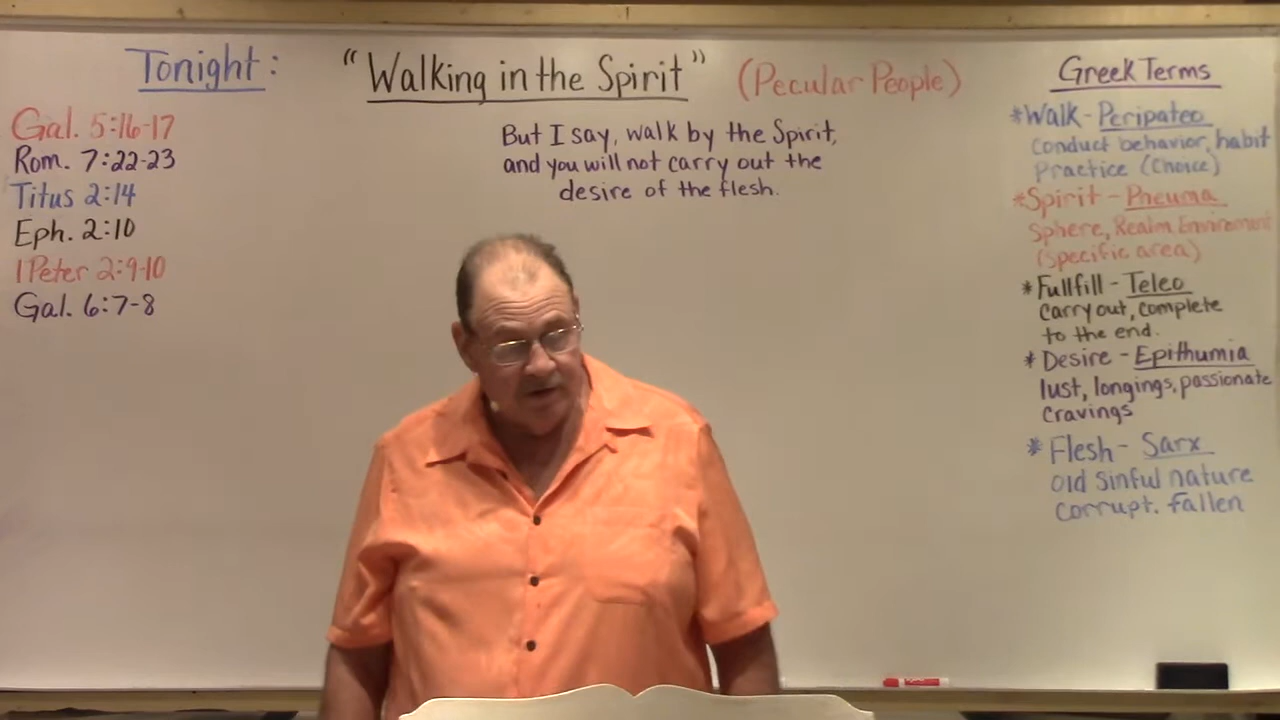 Tonight: "Walking in the Spirit" (Pecular People)
Gal. 5:16-17
Rom. 7:22-23
Titus 2:14
Eph. 2:10
1 Peter 2:9-10
Gal. 6:7-8
But I say, walk by the Spirit,
and you will not carry out the
desire of the flesh.
Greek Terms
*Walk - Peripateo
conduct behavior, habit
Practice (Choice)
*Spirit - Pneuma
Sphere, Realm Environment
(specific area)
*Fullfill - Teleo
carry out, complete
to the end.
*Desire - Epithumia
lust, longings, passionate
cravings
*Flesh - Sarx
old sinful nature
corrupt. fallen